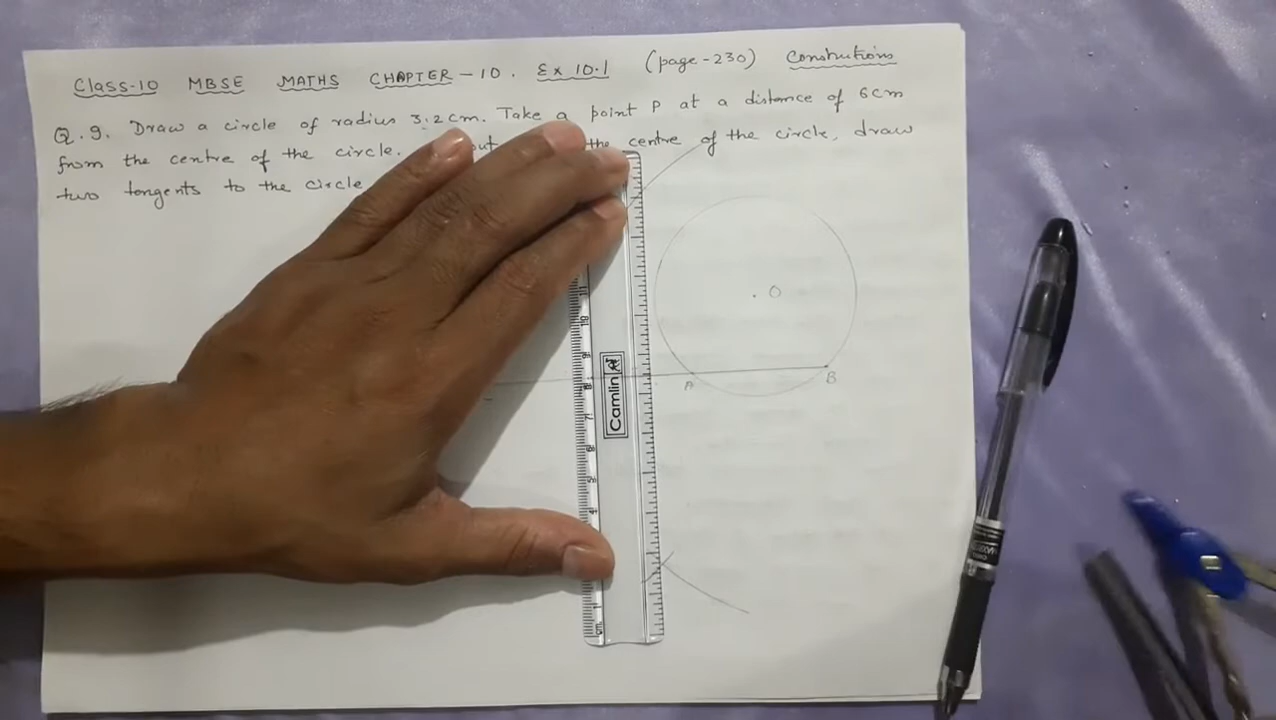 Class-10 MBSE MATHS CHAPTER-10. Ex 10.1 (page-230) Construtions
Q.9. Draw a circle of radius 3.2cm. Take a point P at a distance of 6cm
from the centre of the circle. the centre of the circle, draw
two tangents to the circle
O
A B
Camlin
cm